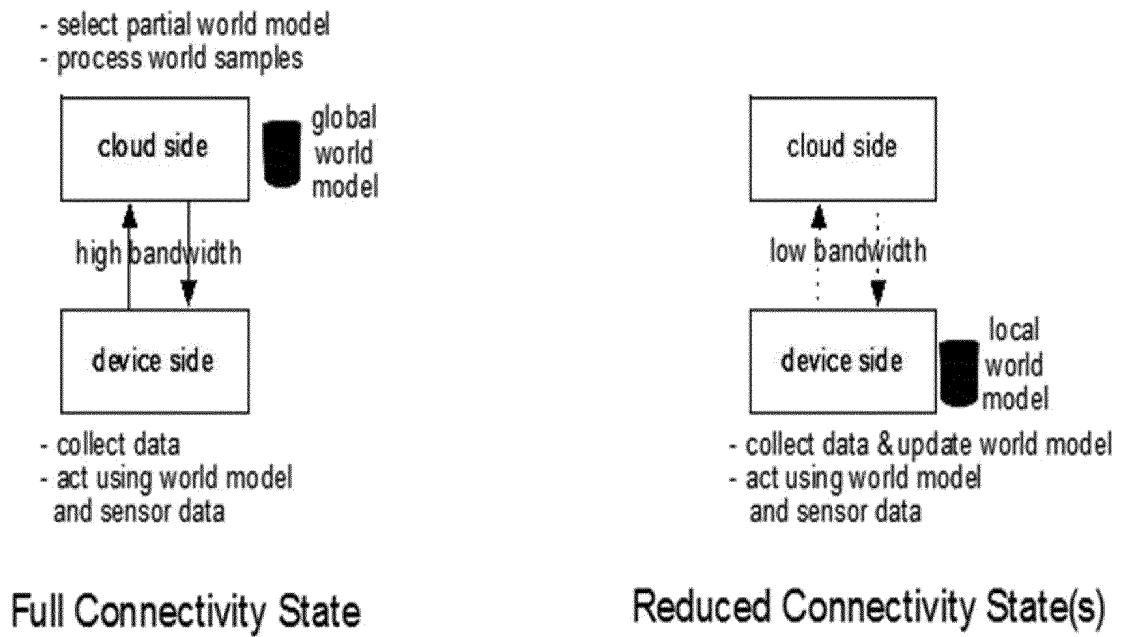 - select partial world model
- process world samples
cloud side
global
world
model
high bandwidth
device side
- collect data
- act using world model
and sensor data
Full Connectivity State
cloud side
low bandwidth
device side
local
world
model
- collect data & update world model
- act using world model
and sensor data
Reduced Connectivity State(s)